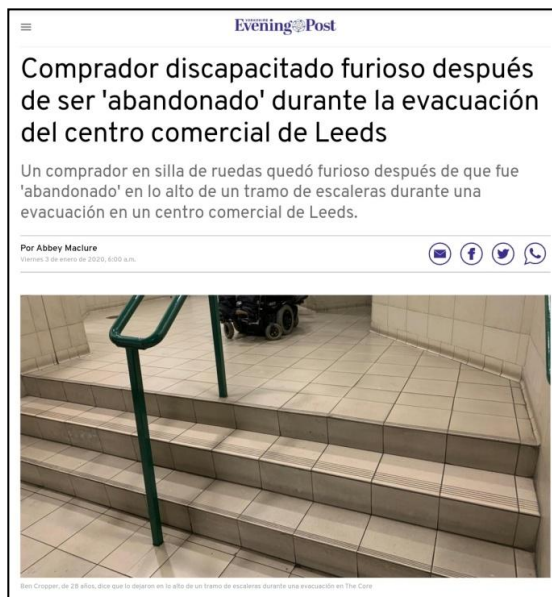 YORKSHIRE
Evening Post
Comprador discapacitado furioso después
de ser 'abandonado' durante la evacuación
del centro comercial de Leeds
Un comprador en silla de ruedas quedó furioso después de que fue
'abandonado' en lo alto de un tramo de escaleras durante una
evacuación en un centro comercial de Leeds.
Por Abbey Maclure
Viernes 3 de enero de 2020, 6:00 a.m.
Ben Cropper, de 28 años, dice que lo dejaron en lo alto de un tramo de escaleras durante una evacuación en The Core